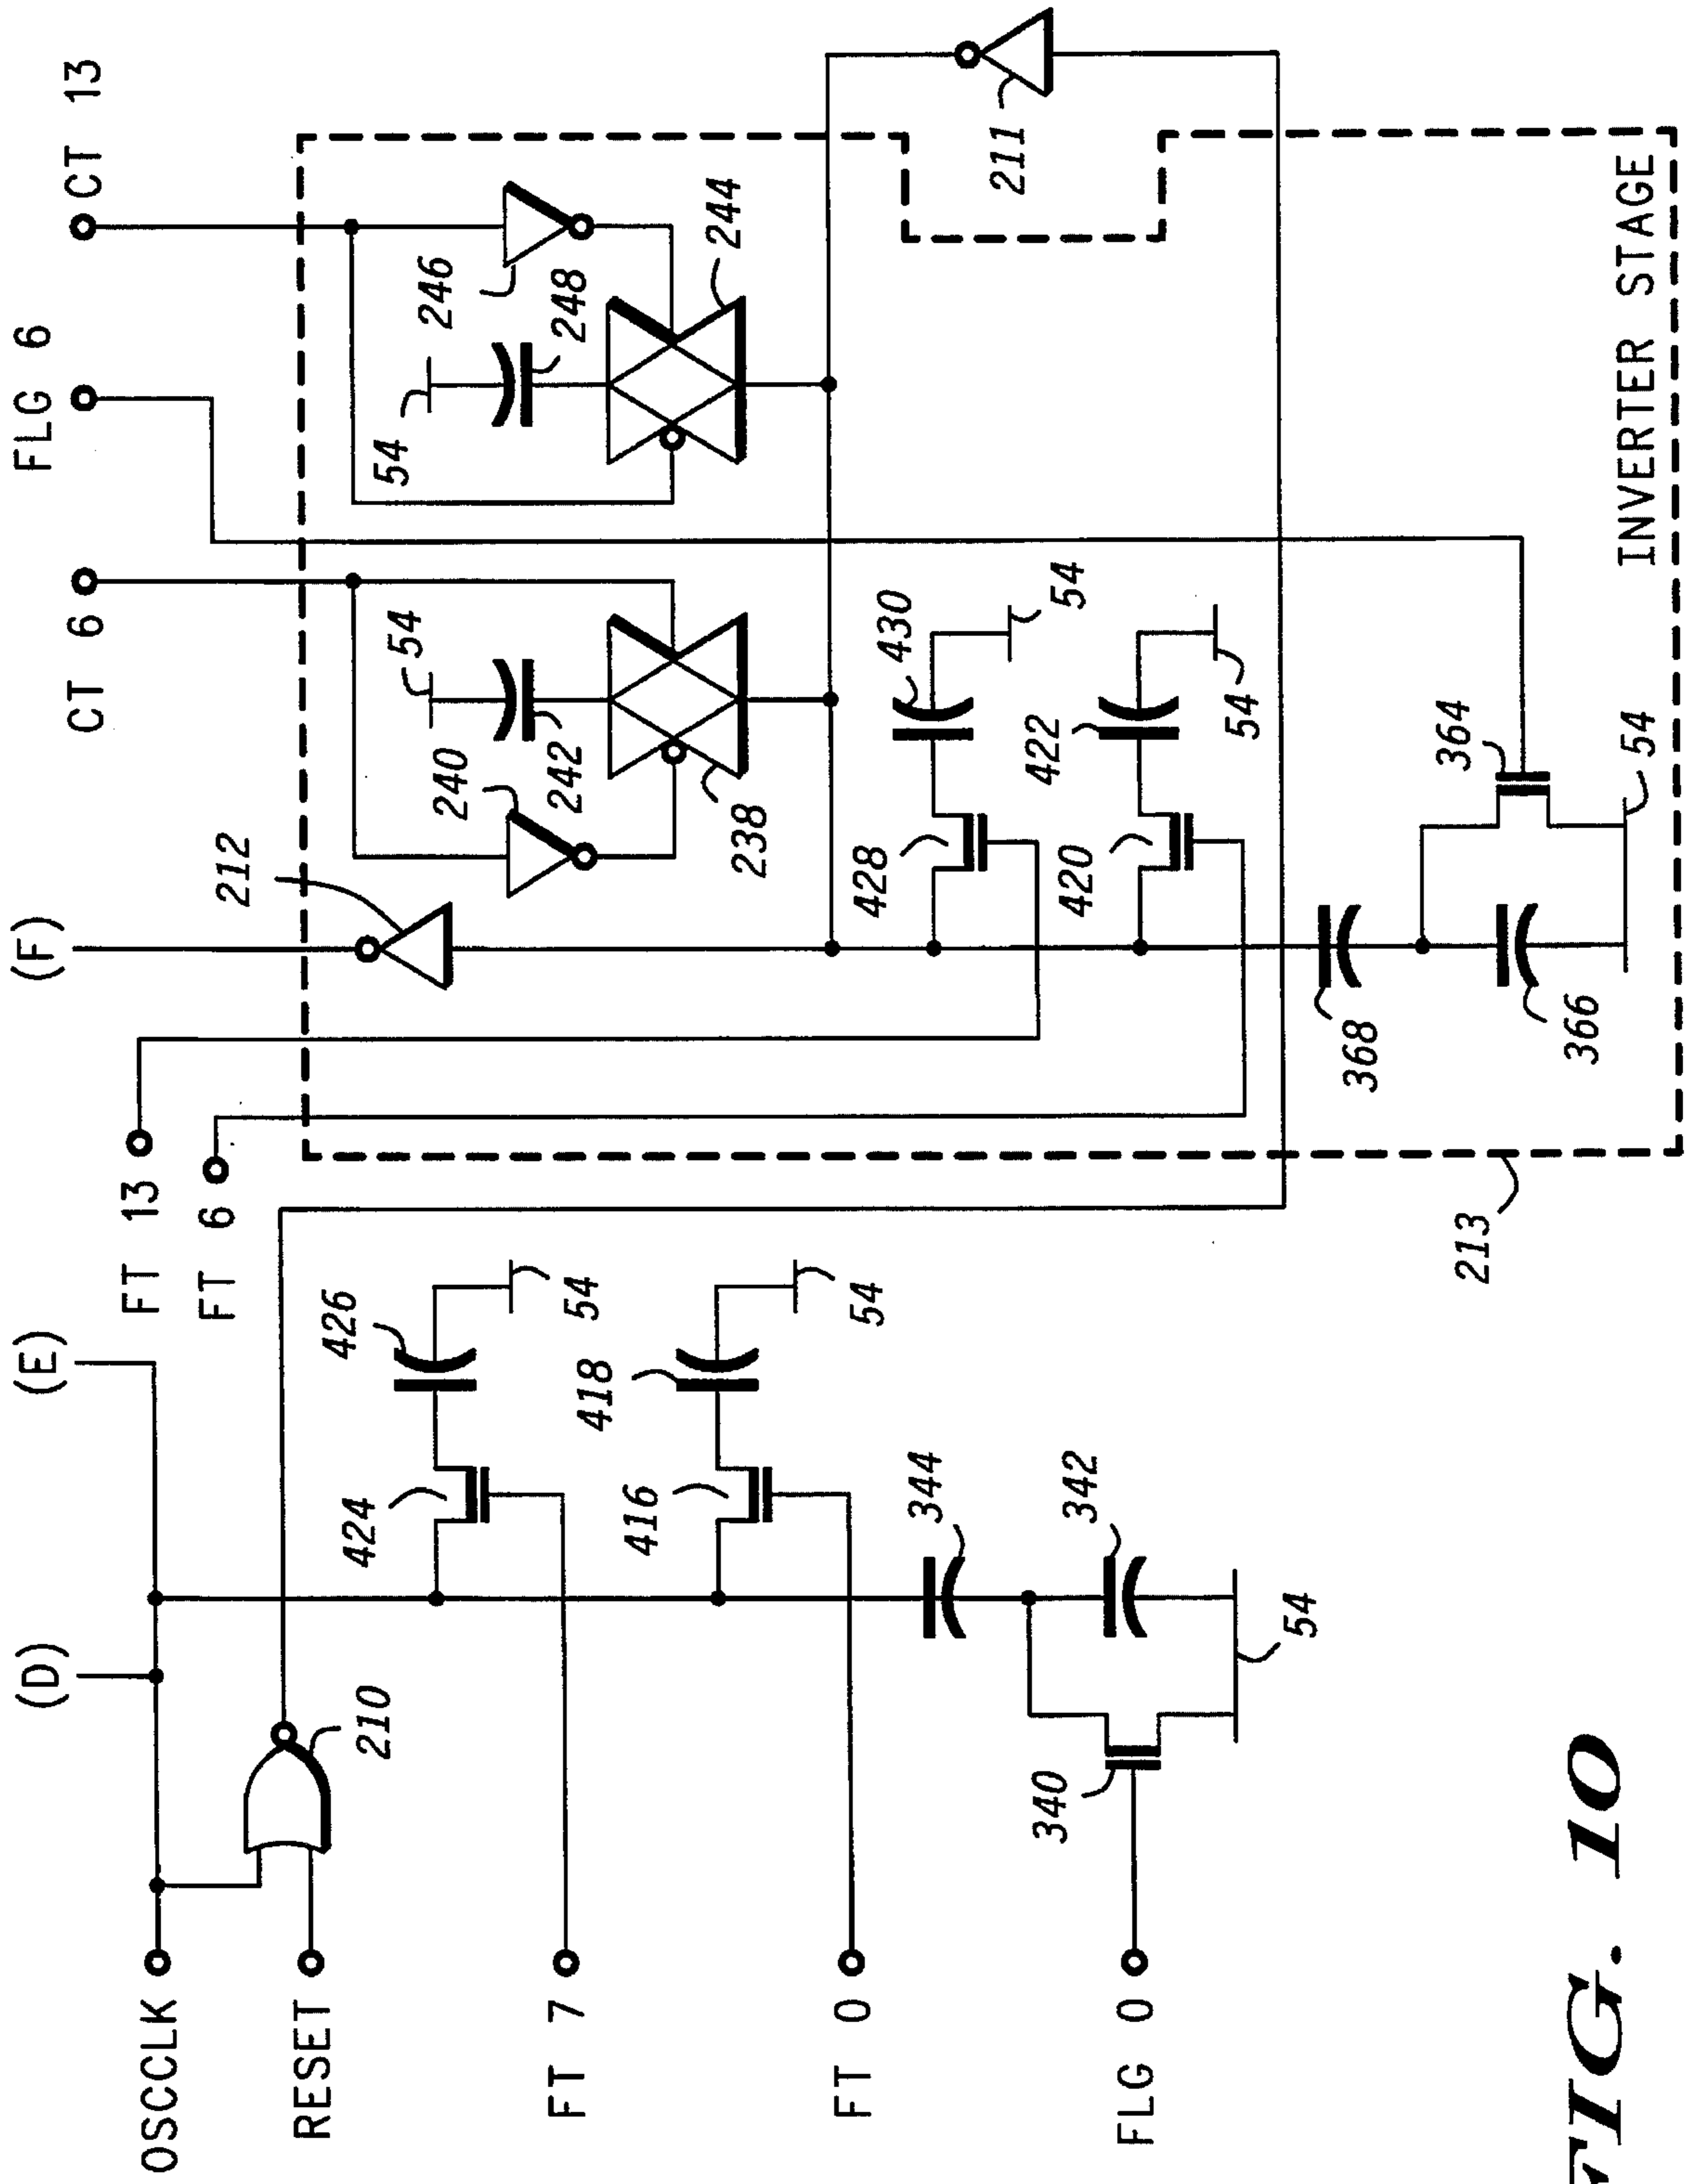 (D)
(E)
(F)
CT 6
FLG 6
CT 13
OSCCLK
RESET
FT 7
FT 0
FLG 0
FT 13
FT 6
210
424
426
54
416
418
54
344
342
340
54
212
240
242
54
238
246
248
54
244
211
428
430
54
420
422
54
368
366
364
54
213
INVERTER STAGE
FIG. 10